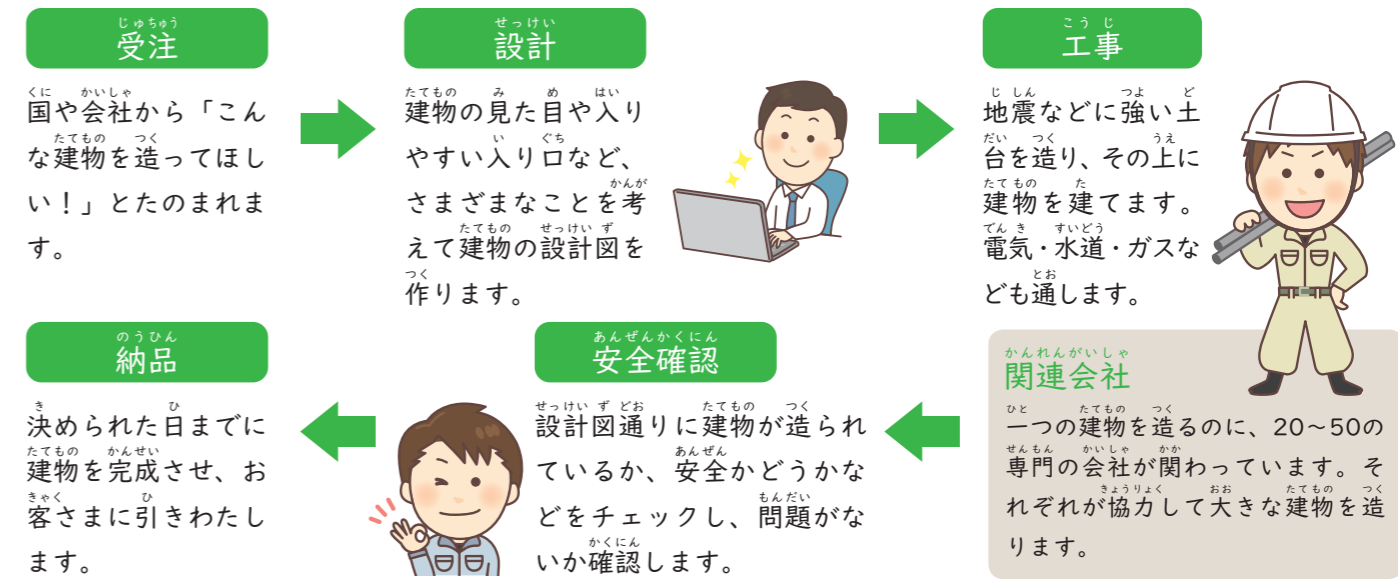 受注
国や会社から「こん
な建物を造ってほし
い！」とたのまれま
す。
設計
建物の見た目や入り
やすい入り口など、
さまざまなことを考
えて建物の設計図を
作ります。
工事
地震などに強い土
台を造り、その上に
建物を建てます。
電気・水道・ガスな
ども通します。
関連会社
一つの建物を造るのに、20～50の
専門の会社が関わっています。そ
れぞれが協力して大きな建物を造
ります。
安全確認
設計図通りに建物が造られ
ているか、安全かどうかな
どをチェックし、問題がな
いか確認します。
納品
決められた日までに
建物を完成させ、お
客さまに引きわたし
ます。